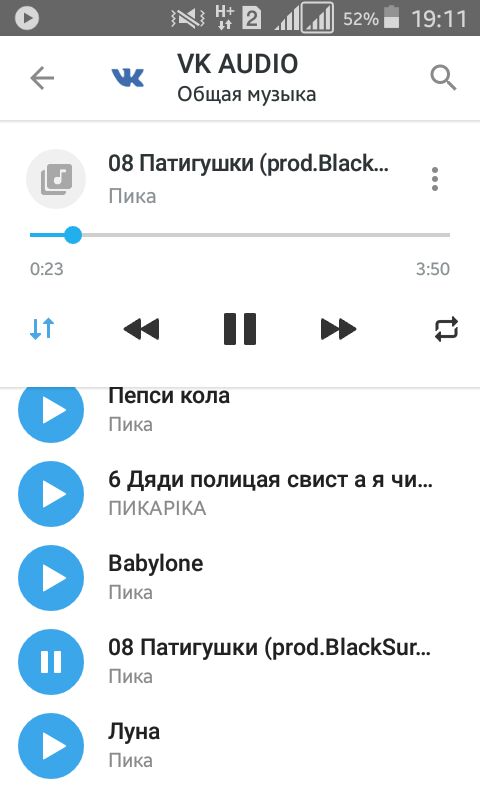 H+ 2 52% 19:11
VK AUDIO
Общая музыка
08 Патигушки (prod.Black...
Пика
0:23 3:50
Пепси кола
Пика
6 Дяди полицая свист а я чи...
ПИКАPIKA
Babylone
Пика
08 Патигушки (prod.BlackSur...
Пика
Луна
Пика